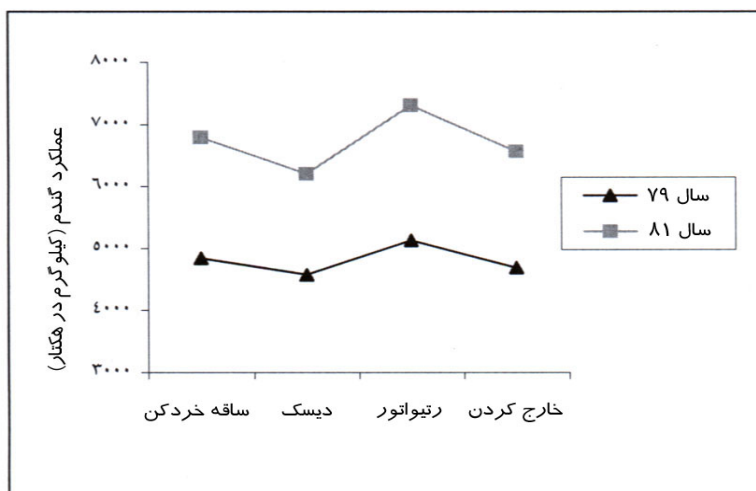 عملکرد گندم (کیلوگرم در هکتار)
۸۰۰۰
۷۰۰۰
۶۰۰۰
۵۰۰۰
۴۰۰۰
۳۰۰۰
ساقه خردکن دیسک رتیواتور خارج کردن
سال ۷۹
سال ۸۱